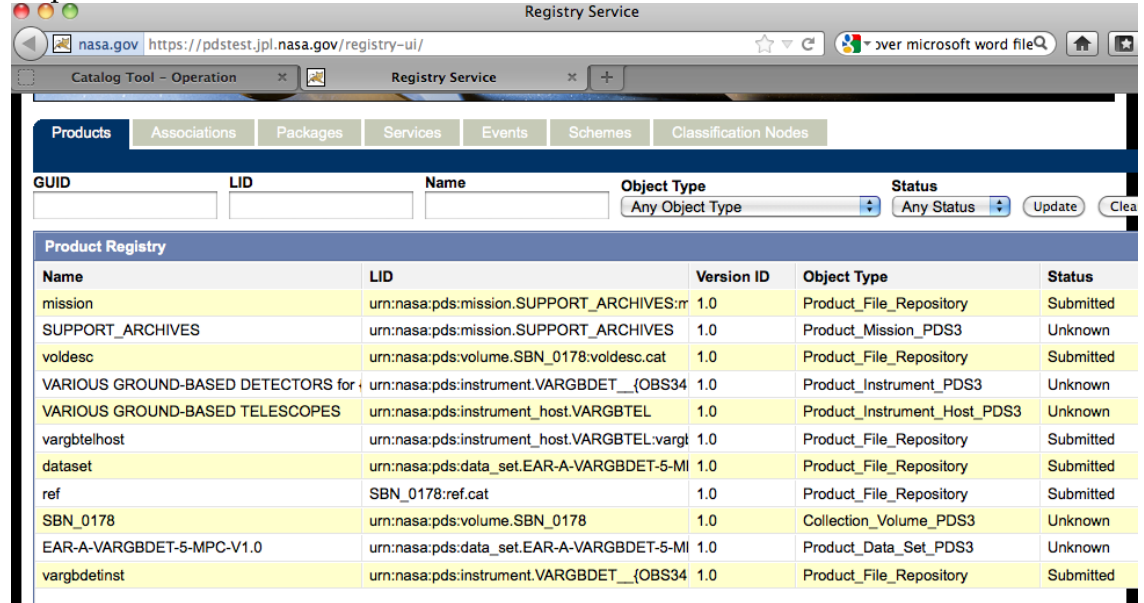 Registry Service
nasa.gov https://pdstest.jpl.nasa.gov/registry-ui/ over microsoft word file
Catalog Tool - Operation Registry Service
Products Associations Packages Services Events Schemes Classification Nodes
GUID LID Name Object Type Status
Any Object Type Any Status Update Clea
Product Registry
Name LID Version ID Object Type Status
mission urn:nasa:pds:mission.SUPPORT_ARCHIVES:m 1.0 Product_File_Repository Submitted
SUPPORT_ARCHIVES urn:nasa:pds:mission.SUPPORT_ARCHIVES 1.0 Product_Mission_PDS3 Unknown
voldesc urn:nasa:pds:volume.SBN_0178:voldesc.cat 1.0 Product_File_Repository Submitted
VARIOUS GROUND-BASED DETECTORS for { urn:nasa:pds:instrument.VARGBDET__{OBS34 1.0 Product_Instrument_PDS3 Unknown
VARIOUS GROUND-BASED TELESCOPES urn:nasa:pds:instrument_host.VARGBTEL 1.0 Product_Instrument_Host_PDS3 Unknown
vargbtelhost urn:nasa:pds:instrument_host.VARGBTEL:vargb 1.0 Product_File_Repository Submitted
dataset urn:nasa:pds:data_set.EAR-A-VARGBDET-5-M 1.0 Product_File_Repository Submitted
ref SBN_0178:ref.cat 1.0 Product_File_Repository Submitted
SBN_0178 urn:nasa:pds:volume.SBN_0178 1.0 Collection_Volume_PDS3 Unknown
EAR-A-VARGBDET-5-MPC-V1.0 urn:nasa:pds:data_set.EAR-A-VARGBDET-5-M 1.0 Product_Data_Set_PDS3 Unknown
vargbdetinst urn:nasa:pds:instrument.VARGBDET__{OBS34 1.0 Product_File_Repository Submitted